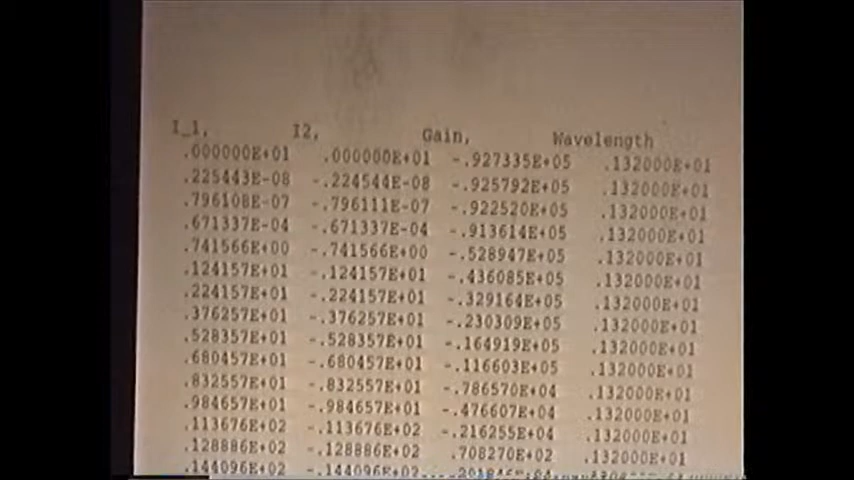 I_1, I2, Gain, Wavelength
.000000E+01 .000000E+01 -.927335E+05 .132000E+01
.225443E-08 -.224544E-08 -.925792E+05 .132000E+01
.796108E-07 -.796111E-07 -.922520E+05 .132000E+01
.671337E-04 -.671337E-04 -.913614E+05 .132000E+01
.741566E+00 -.741566E+00 -.528947E+05 .132000E+01
.124157E+01 -.124157E+01 -.436085E+05 .132000E+01
.224157E+01 -.224157E+01 -.329164E+05 .132000E+01
.376257E+01 -.376257E+01 -.230309E+05 .132000E+01
.528357E+01 -.528357E+01 -.164919E+05 .132000E+01
.680457E+01 -.680457E+01 -.116603E+05 .132000E+01
.832557E+01 -.832557E+01 -.786570E+04 .132000E+01
.984657E+01 -.984657E+01 -.476607E+04 .132000E+01
.113676E+02 -.113676E+02 -.216255E+04 .132000E+01
.128886E+02 -.128886E+02 .708270E+02 .132000E+01
.144096E+02 -.144096E+02